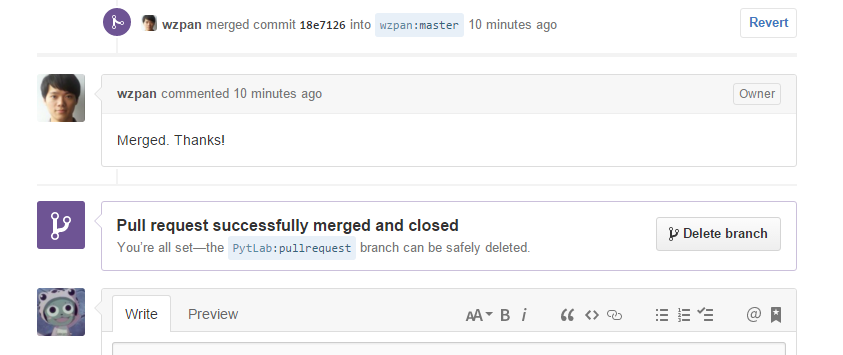 wzpan merged commit 18e7126 into wzpan:master 10 minutes ago Revert
wzpan commented 10 minutes ago Owner
Merged. Thanks!
Pull request successfully merged and closed
You're all set—the PytLab:pullrequest branch can be safely deleted.
Delete branch
Write Preview AA B i “ <> @